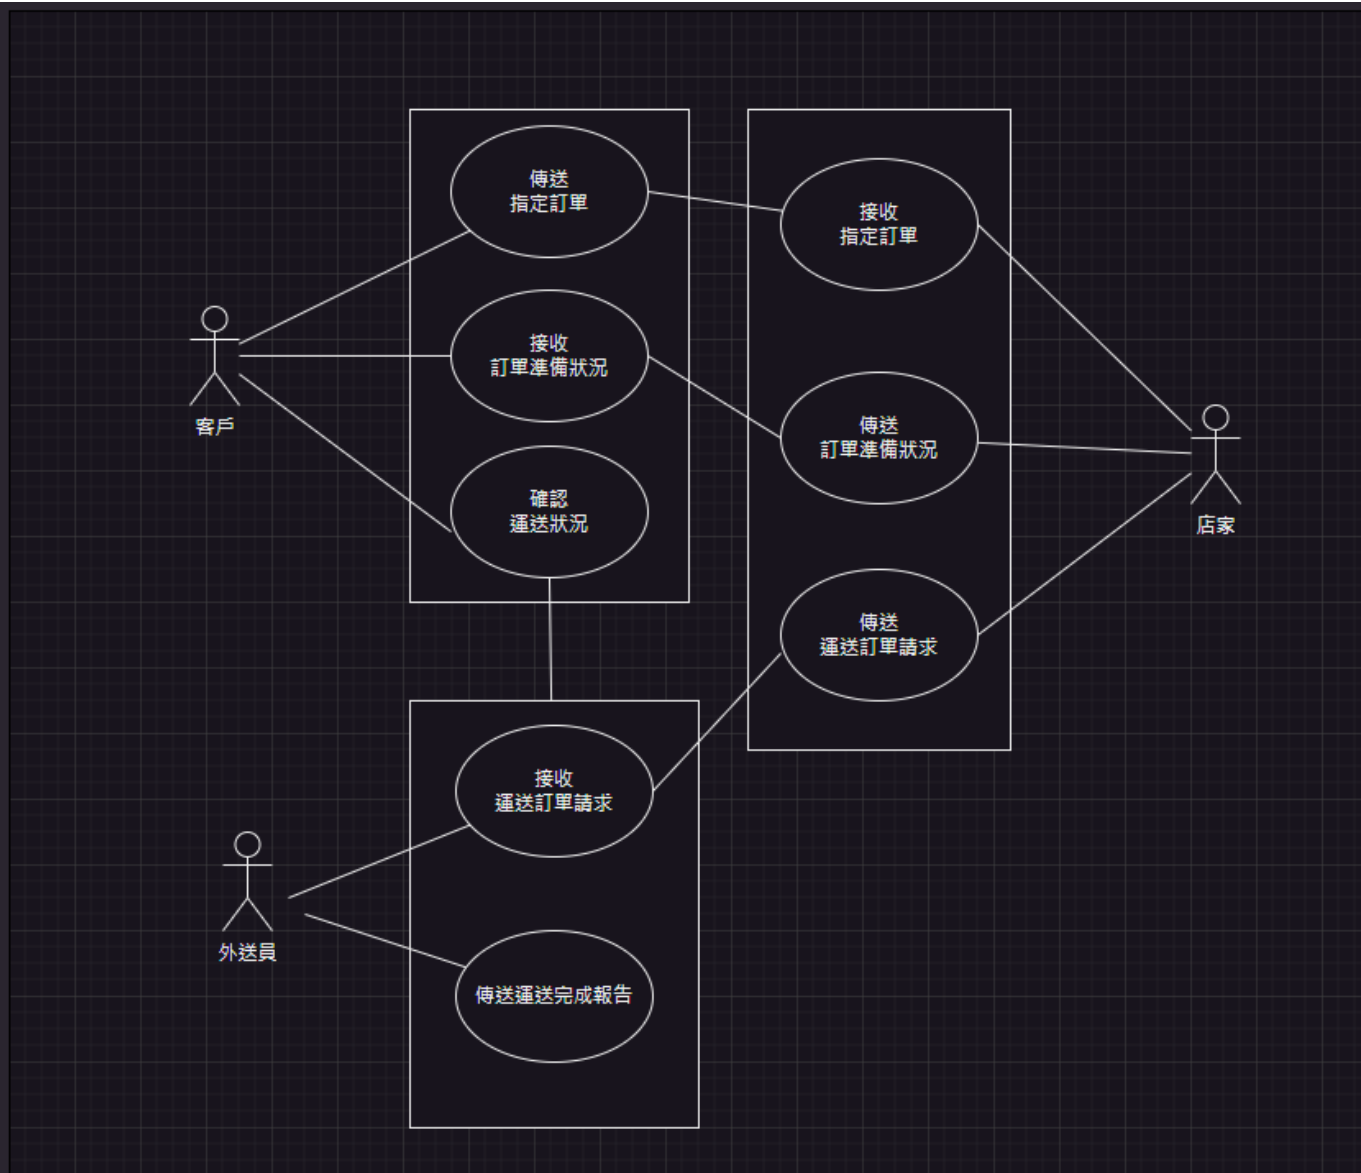 傳送
指定訂單
接收
指定訂單
接收
訂單準備狀況
客戶
傳送
訂單準備狀況
確認
運送狀況
店家
傳送
運送訂單請求
接收
運送訂單請求
外送員
傳送運送完成報告